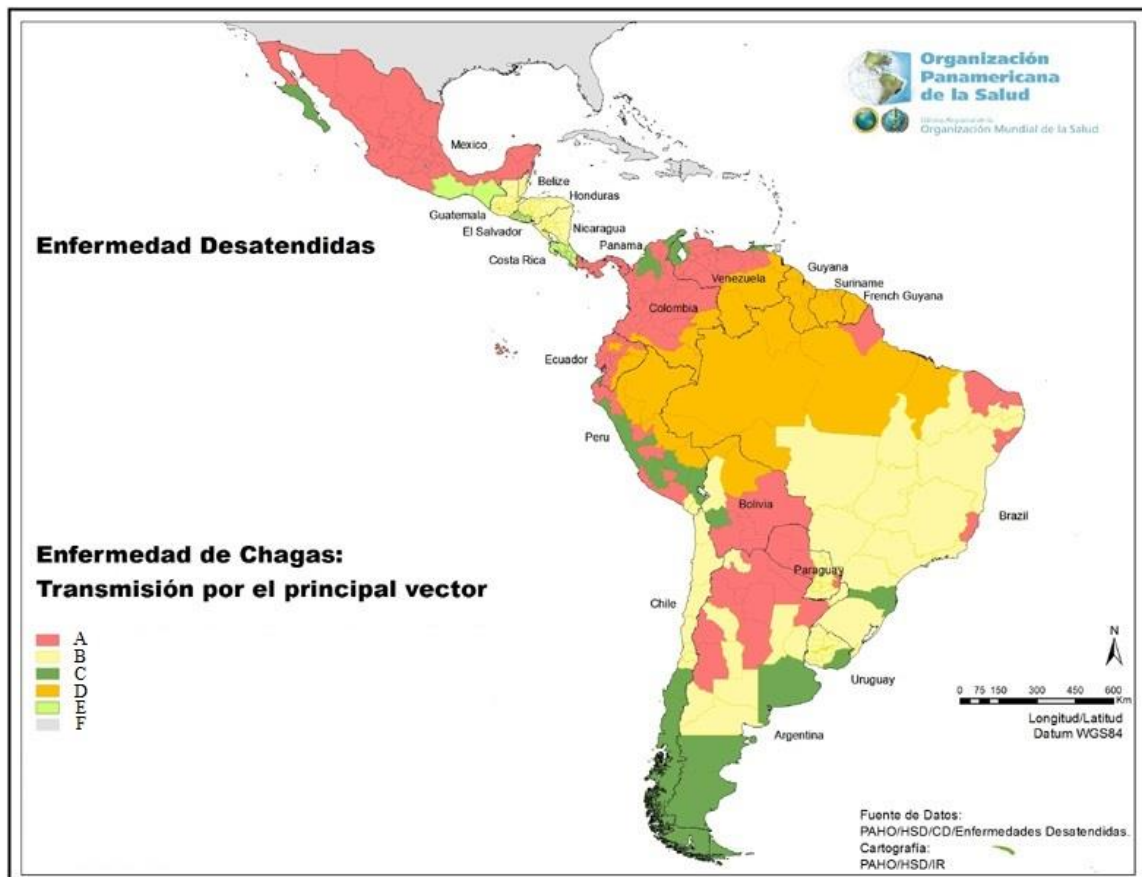 Organización
Panamericana
de la Salud
Organización Mundial de la Salud
Mexico
Belize
Honduras
Guatemala
El Salvador
Nicaragua
Costa Rica
Panama
Enfermedad Desatendidas
Venezuela
Guyana
Suriname
French Guyana
Colombia
Ecuador
Peru
Bolivia
Brazil
Paraguay
Chile
Uruguay
Argentina
Enfermedad de Chagas:
Transmisión por el principal vector
A
B
C
D
E
F
N
0 75 150 300 450 600
Km
Longitud/Latitud
Datum WGS84
Fuente de Datos:
PAHO/HSD/CD/Enfermedades Desatendidas.
Cartografía:
PAHO/HSD/IR